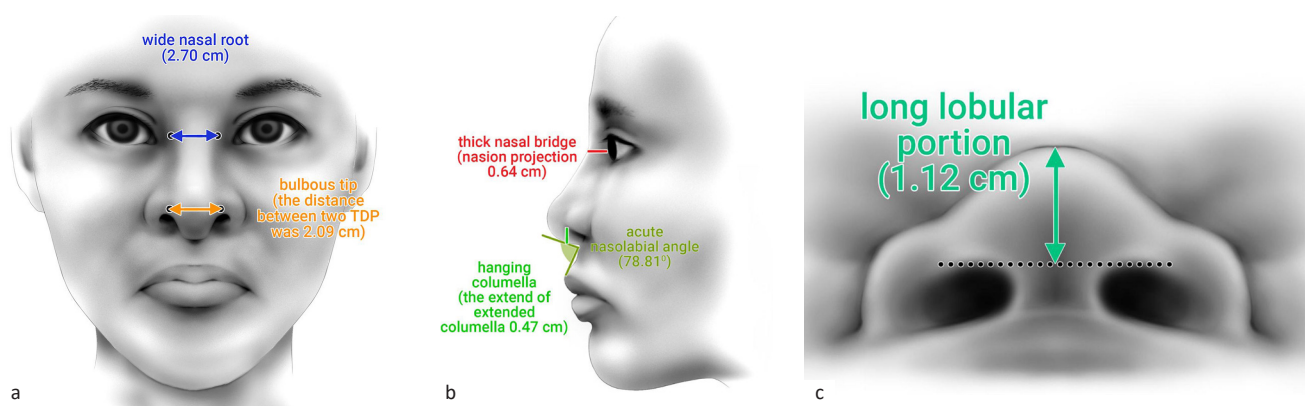 wide nasal root
(2.70 cm)
bulbous tip
(the distance
between two TDP
was 2.09 cm)
a
thick nasal bridge
(nasion projection
0.64 cm)
acute
nasolabial angle
(78.81⁰)
hanging
columella
(the extend of
extended
columella 0.47 cm)
b
long lobular
portion
(1.12 cm)
c